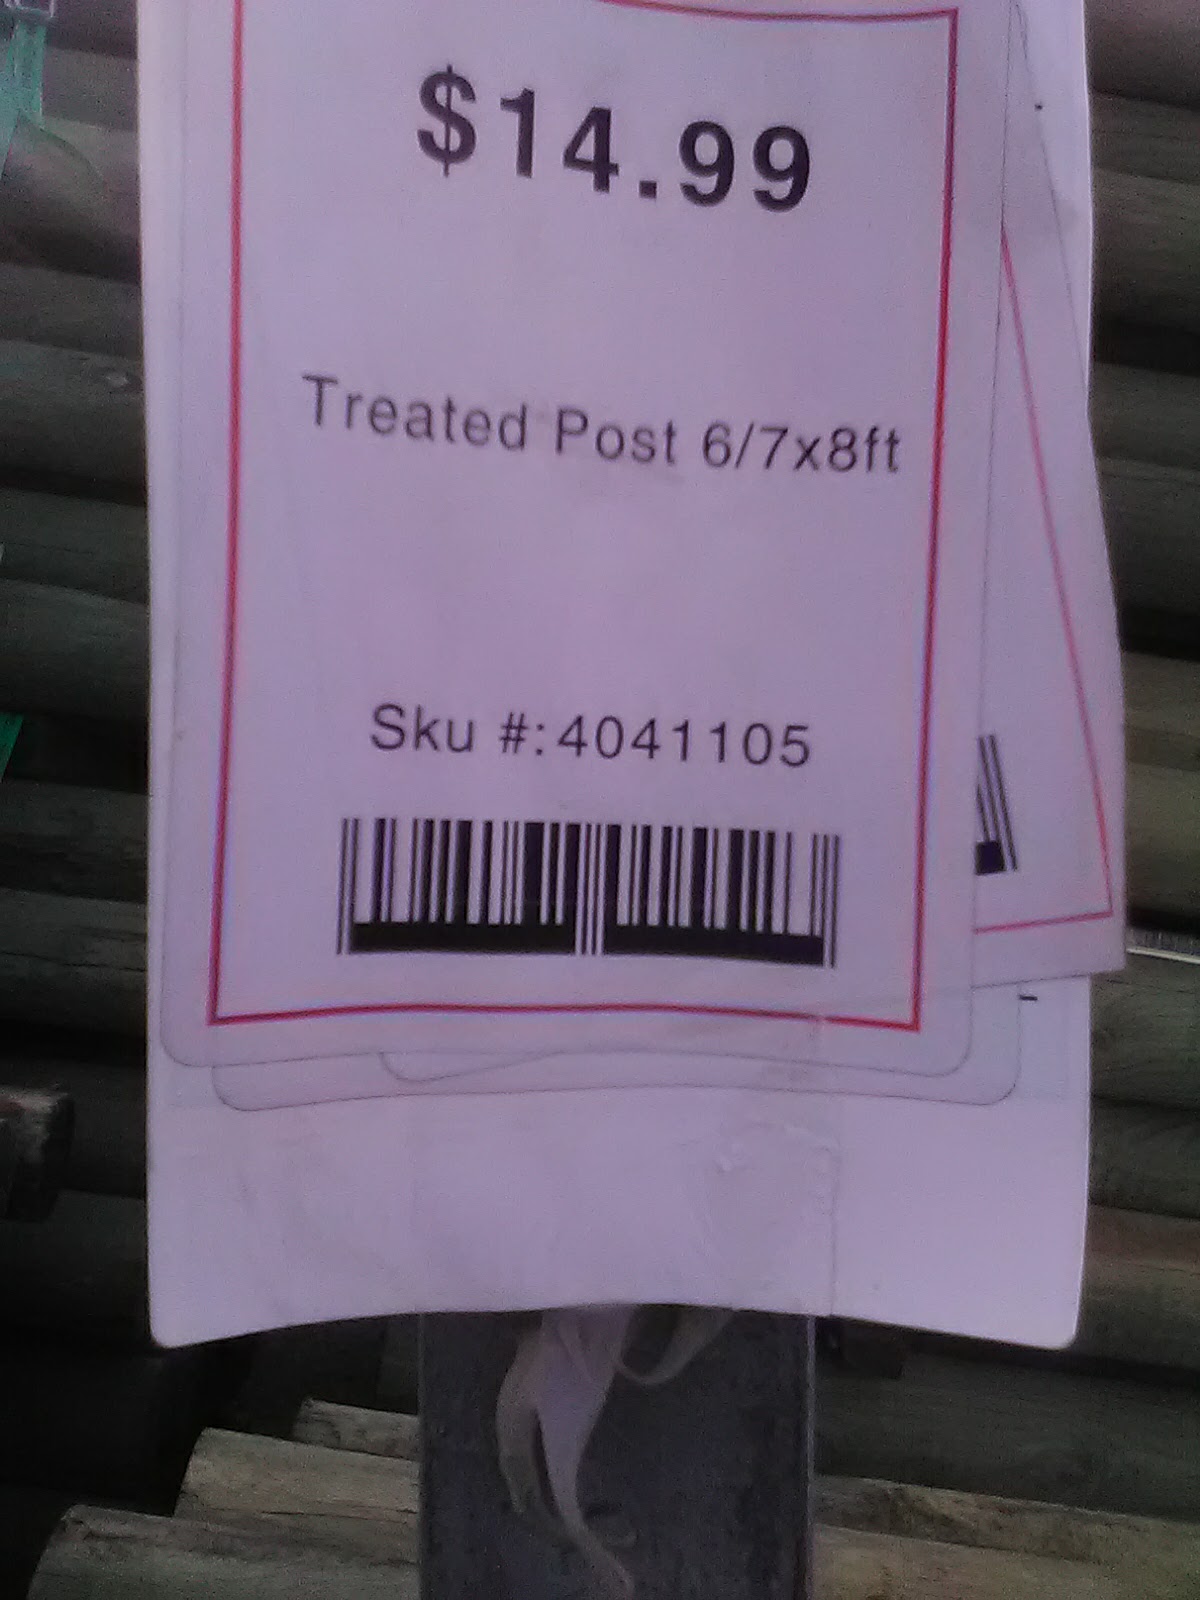 $14.99
Treated Post 6/7x8ft
Sku #:4041105